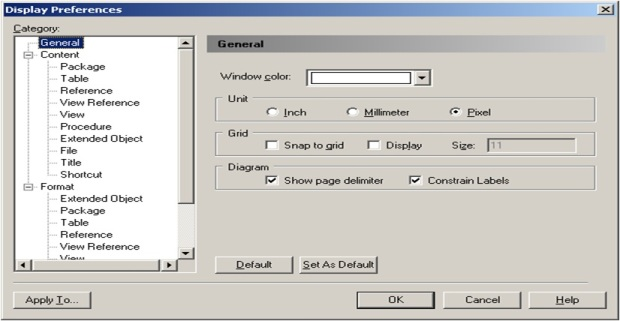 Display Preferences
Category:
General
Content
Package
Table
Reference
View Reference
View
Procedure
Extended Object
File
Title
Shortcut
Format
Extended Object
Package
Table
Reference
View Reference
View
General
Window color:
Unit
Inch Millimeter Pixel
Grid
Snap to grid Display Size: 11
Diagram
Show page delimiter Constrain Labels
Default Set As Default
Apply To... OK Cancel Help